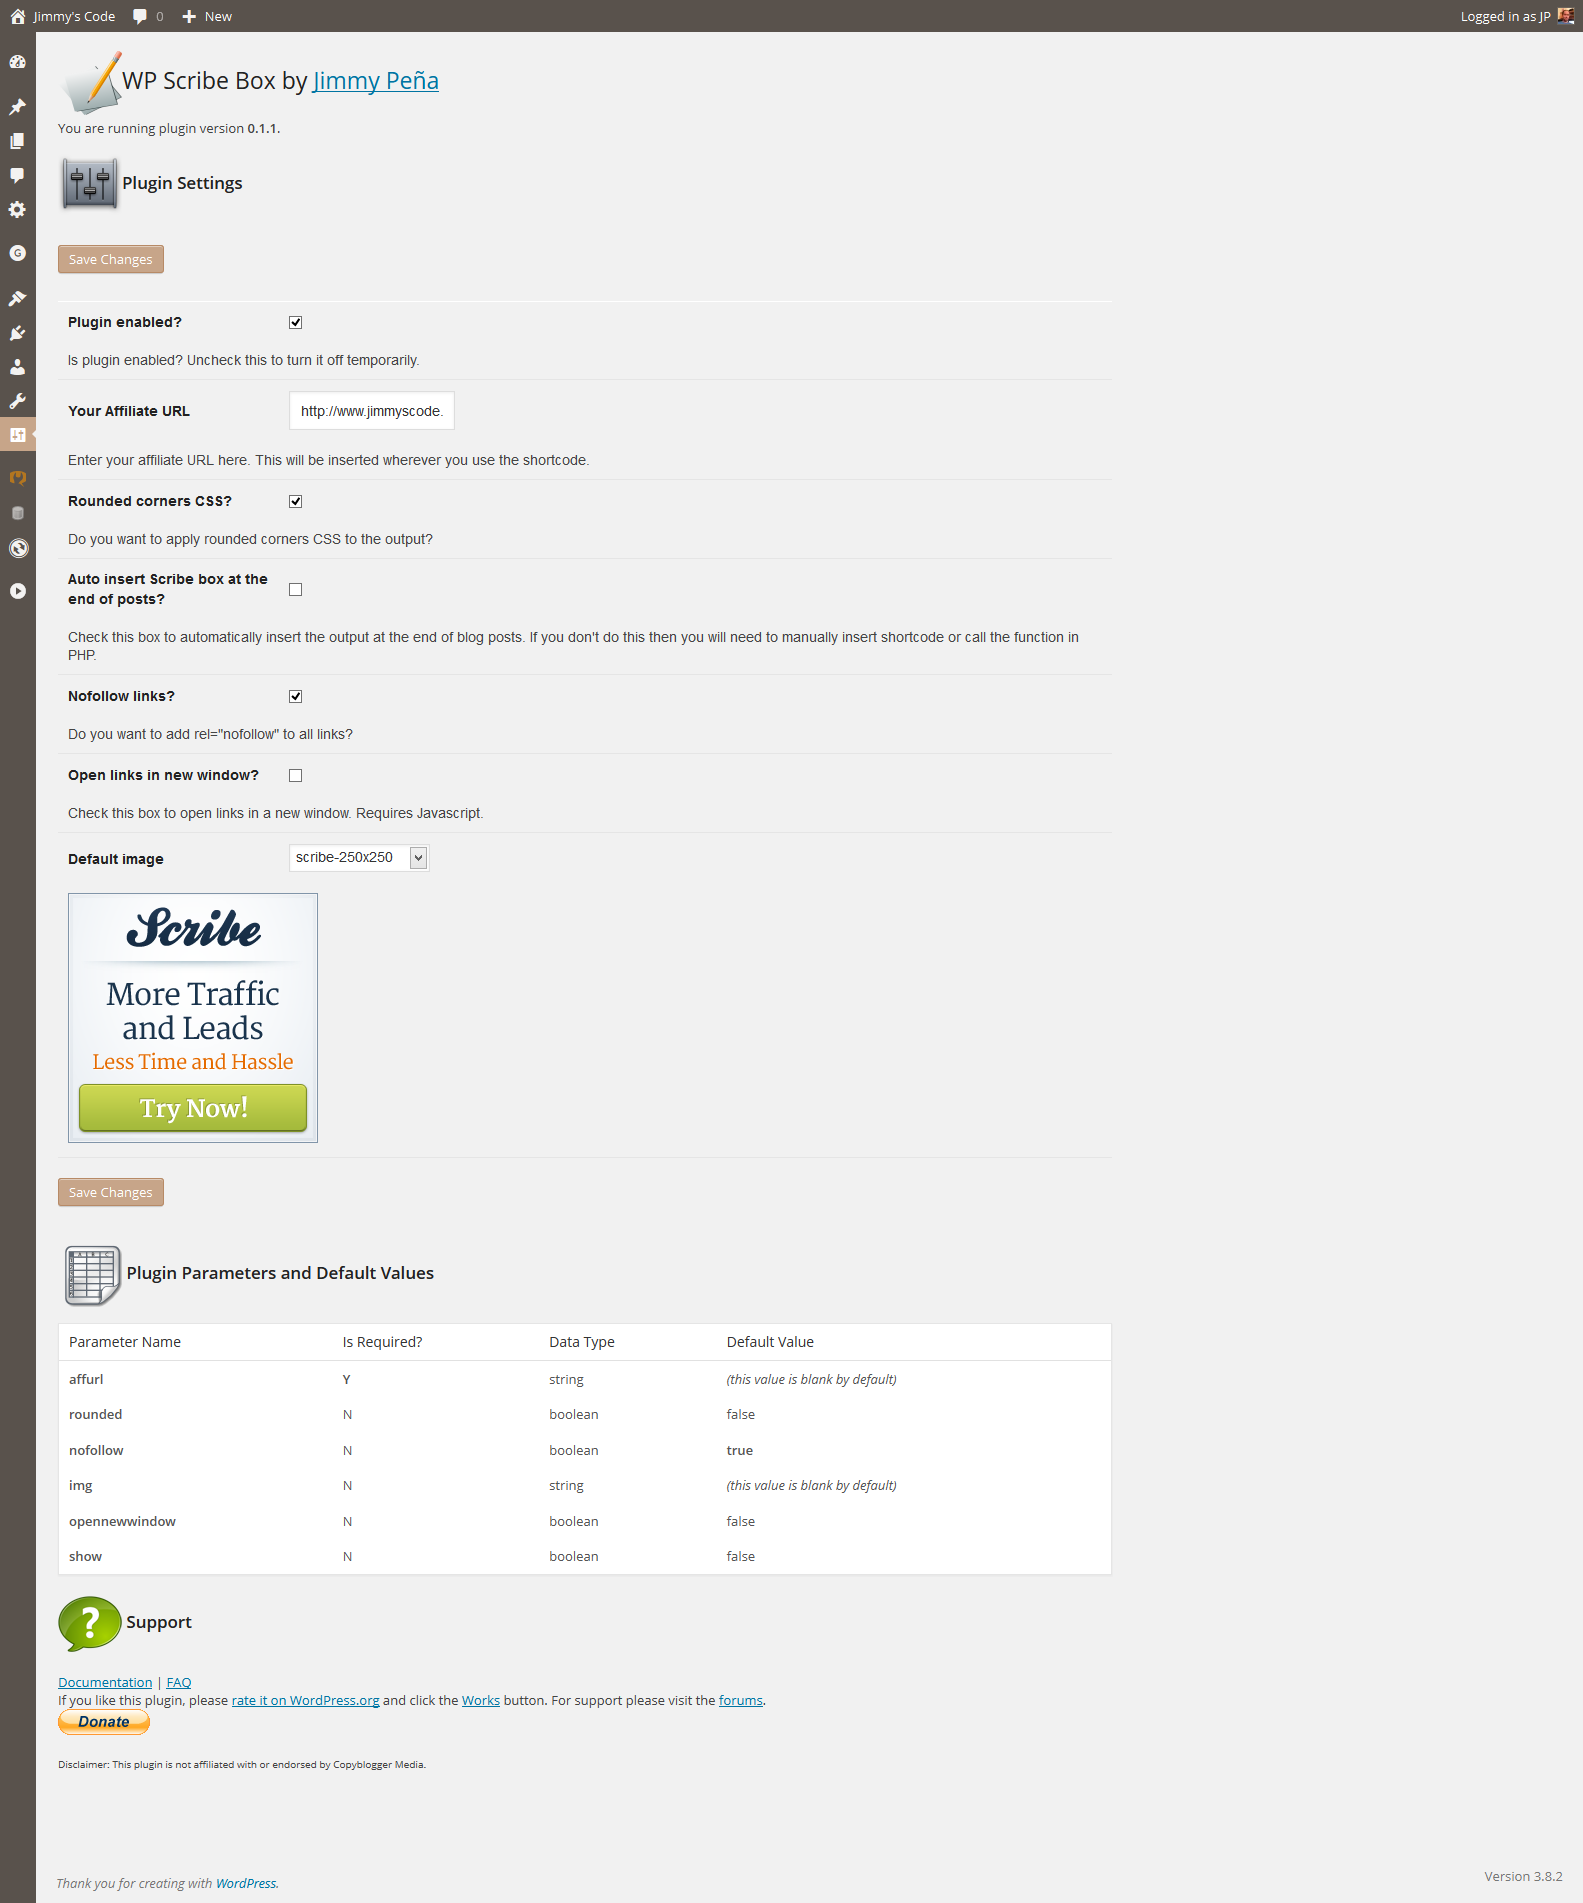 Jimmy's Code 0 New Logged in as JP
WP Scribe Box by Jimmy Peña
You are running plugin version 0.1.1.
Plugin Settings
Save Changes
Plugin enabled?
Is plugin enabled? Uncheck this to turn it off temporarily.
Your Affiliate URL http://www.jimmyscode.
Enter your affiliate URL here. This will be inserted wherever you use the shortcode.
Rounded corners CSS?
Do you want to apply rounded corners CSS to the output?
Auto insert Scribe box at the
end of posts?
Check this box to automatically insert the output at the end of blog posts. If you don't do this then you will need to manually insert shortcode or call the function in
PHP.
Nofollow links?
Do you want to add rel="nofollow" to all links?
Open links in new window?
Check this box to open links in a new window. Requires Javascript.
Default image scribe-250x250
Scribe
More Traffic
and Leads
Less Time and Hassle
Try Now!
Save Changes
Plugin Parameters and Default Values
Parameter Name Is Required? Data Type Default Value
affurl Y string (this value is blank by default)
rounded N boolean false
nofollow N boolean true
img N string (this value is blank by default)
opennewwindow N boolean false
show N boolean false
? Support
Documentation | FAQ
If you like this plugin, please rate it on WordPress.org and click the Works button. For support please visit the forums.
Donate
Disclaimer: This plugin is not affiliated with or endorsed by Copyblogger Media.
Thank you for creating with WordPress. Version 3.8.2